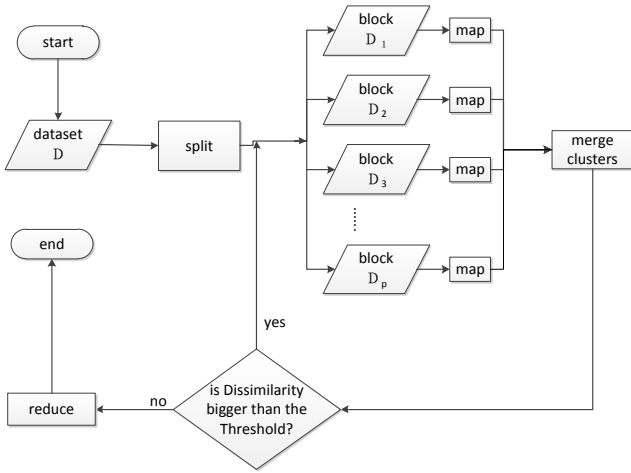 start
dataset
D
split
block
D 1
map
block
D 2
map
block
D 3
map
block
D p
map
merge
clusters
end
yes
is Dissimilarity
bigger than the
Threshold?
no
reduce